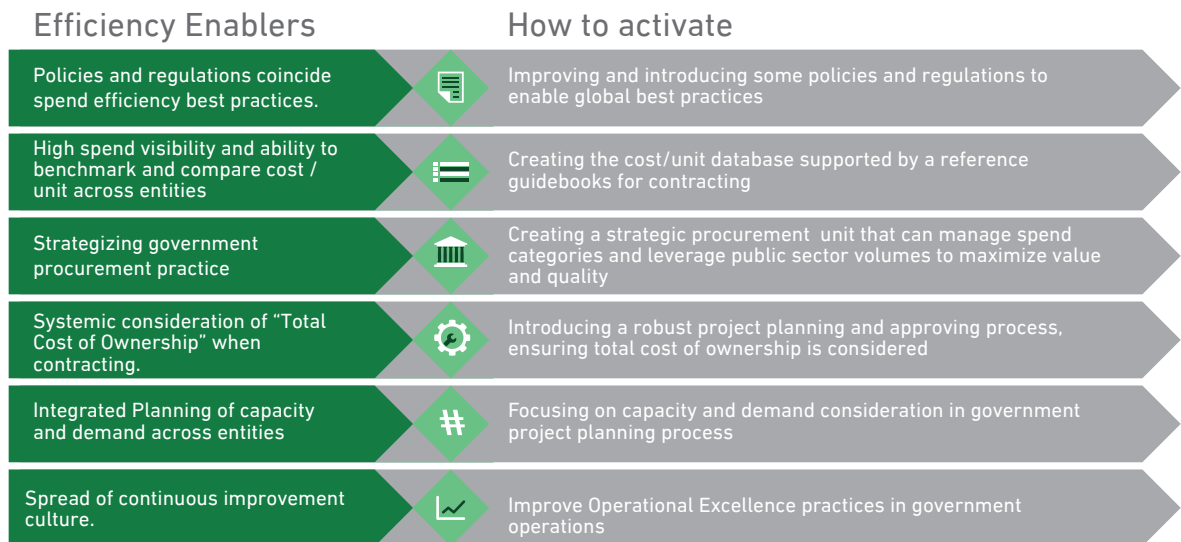 Efficiency Enablers
How to activate
Policies and regulations coincide
spend efficiency best practices.
Improving and introducing some policies and regulations to
enable global best practices
High spend visibility and ability to
benchmark and compare cost /
unit across entities
Creating the cost/unit database supported by a reference
guidebooks for contracting
Strategizing government
procurement practice
Creating a strategic procurement unit that can manage spend
categories and leverage public sector volumes to maximize value
and quality
Systemic consideration of “Total
Cost of Ownership” when
contracting.
Introducing a robust project planning and approving process,
ensuring total cost of ownership is considered
Integrated Planning of capacity
and demand across entities
#
Focusing on capacity and demand consideration in government
project planning process
Spread of continuous improvement
culture.
Improve Operational Excellence practices in government
operations